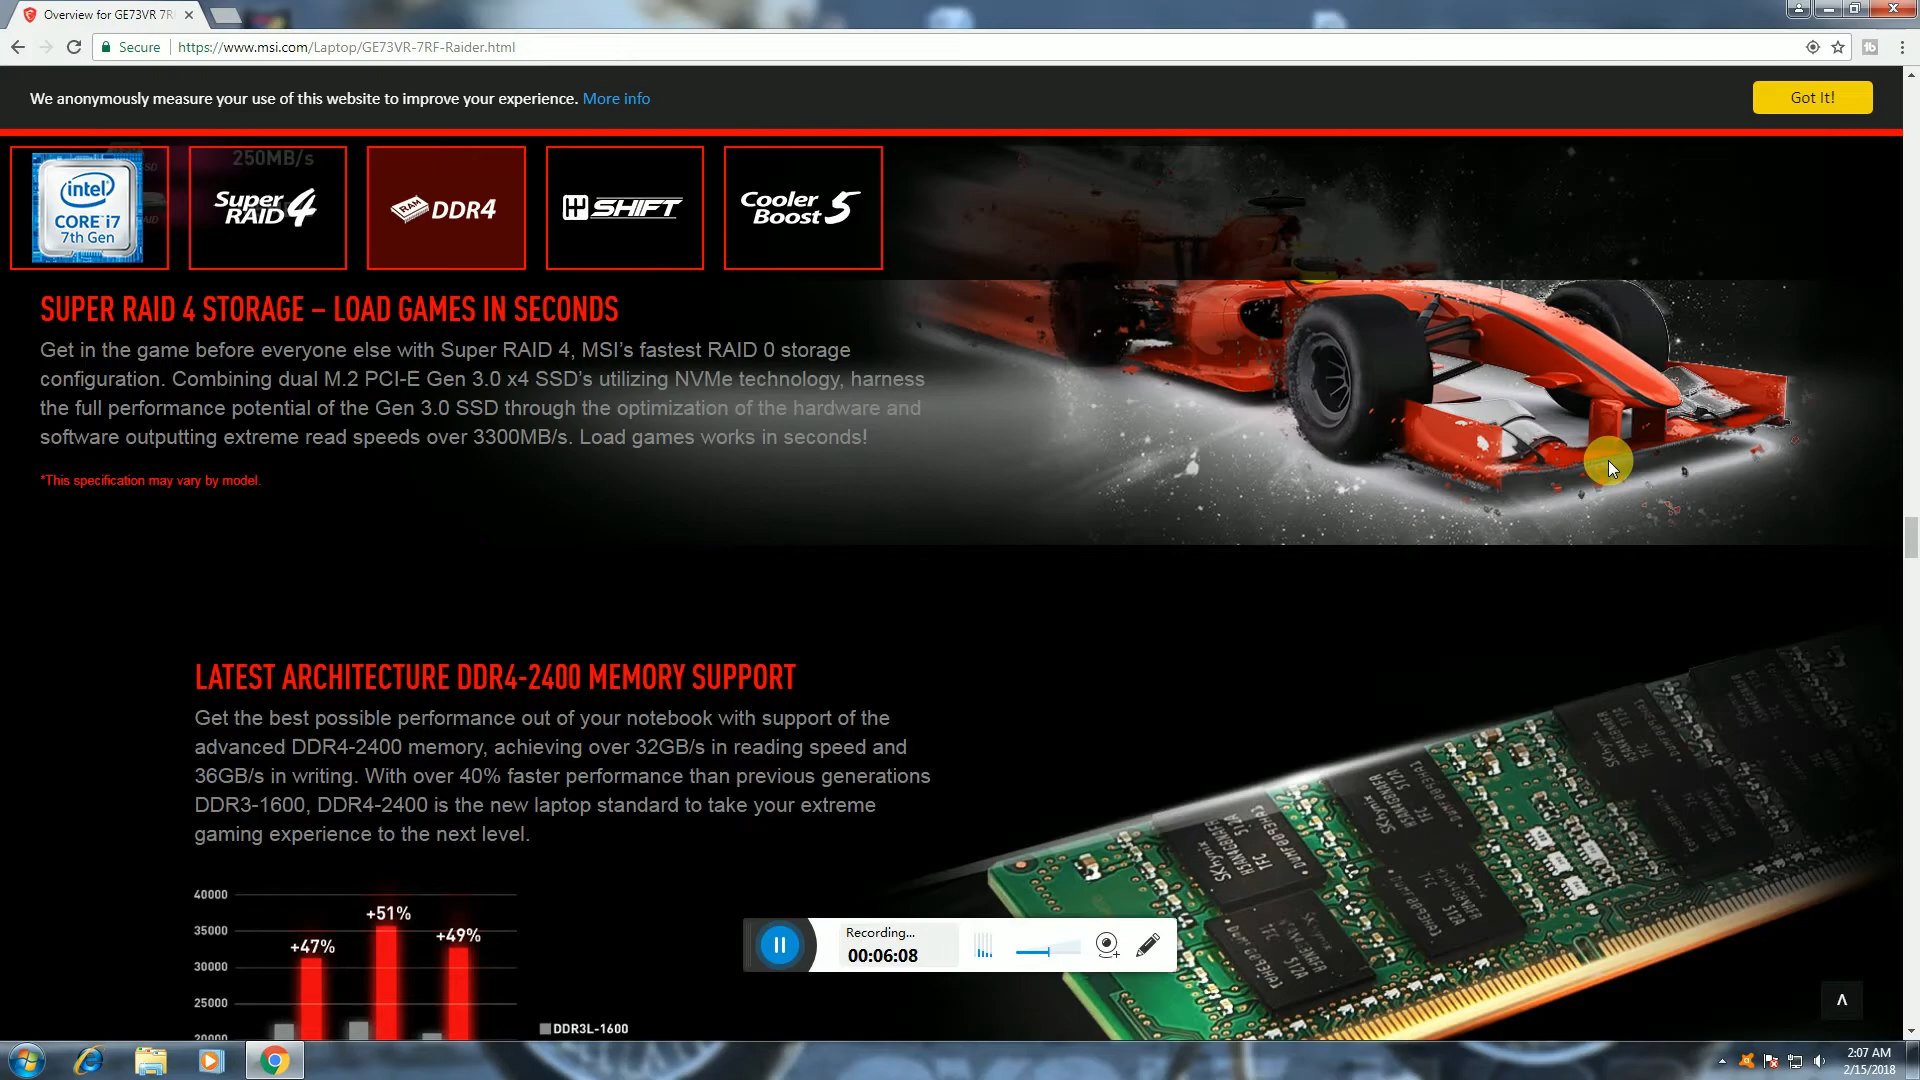 Overview for GE73VR 7R
Secure
https://www.msi.com/Laptop/GE73VR-7RF-Raider.html
We anonymously measure your use of this website to improve your experience. More info
Got It!
250MB/s
intel
CORE i7
7th Gen
Super
RAID 4
RAM DDR4
SHIFT
Cooler
Boost 5
SUPER RAID 4 STORAGE – LOAD GAMES IN SECONDS
Get in the game before everyone else with Super RAID 4, MSI's fastest RAID 0 storage
configuration. Combining dual M.2 PCI-E Gen 3.0 x4 SSD's utilizing NVMe technology, harness
the full performance potential of the Gen 3.0 SSD through the optimization of the hardware and
software outputting extreme read speeds over 3300MB/s. Load games works in seconds!
*This specification may vary by model.
LATEST ARCHITECTURE DDR4-2400 MEMORY SUPPORT
Get the best possible performance out of your notebook with support of the
advanced DDR4-2400 memory, achieving over 32GB/s in reading speed and
36GB/s in writing. With over 40% faster performance than previous generations
DDR3-1600, DDR4-2400 is the new laptop standard to take your extreme
gaming experience to the next level.
40000
35000
30000
25000
20000
+47%
+51%
+49%
DDR3L-1600
Recording...
00:06:08
2:07 AM
2/15/2018